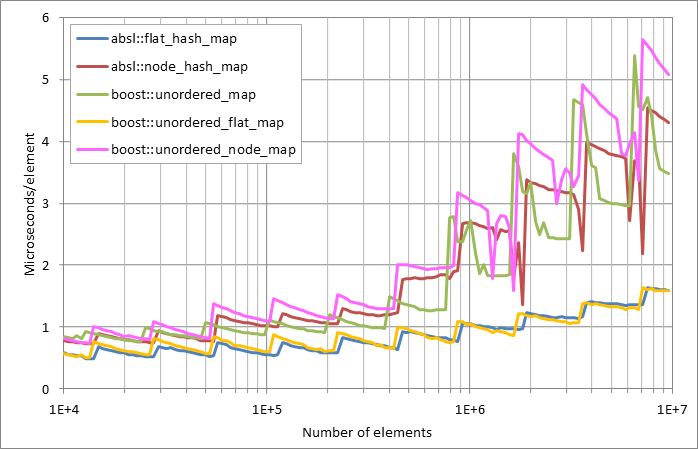 6
absl::flat_hash_map
absl::node_hash_map
boost::unordered_map
boost::unordered_flat_map
boost::unordered_node_map
5
4
3
2
1
0
Microseconds/element
1E+4
1E+5
1E+6
1E+7
Number of elements